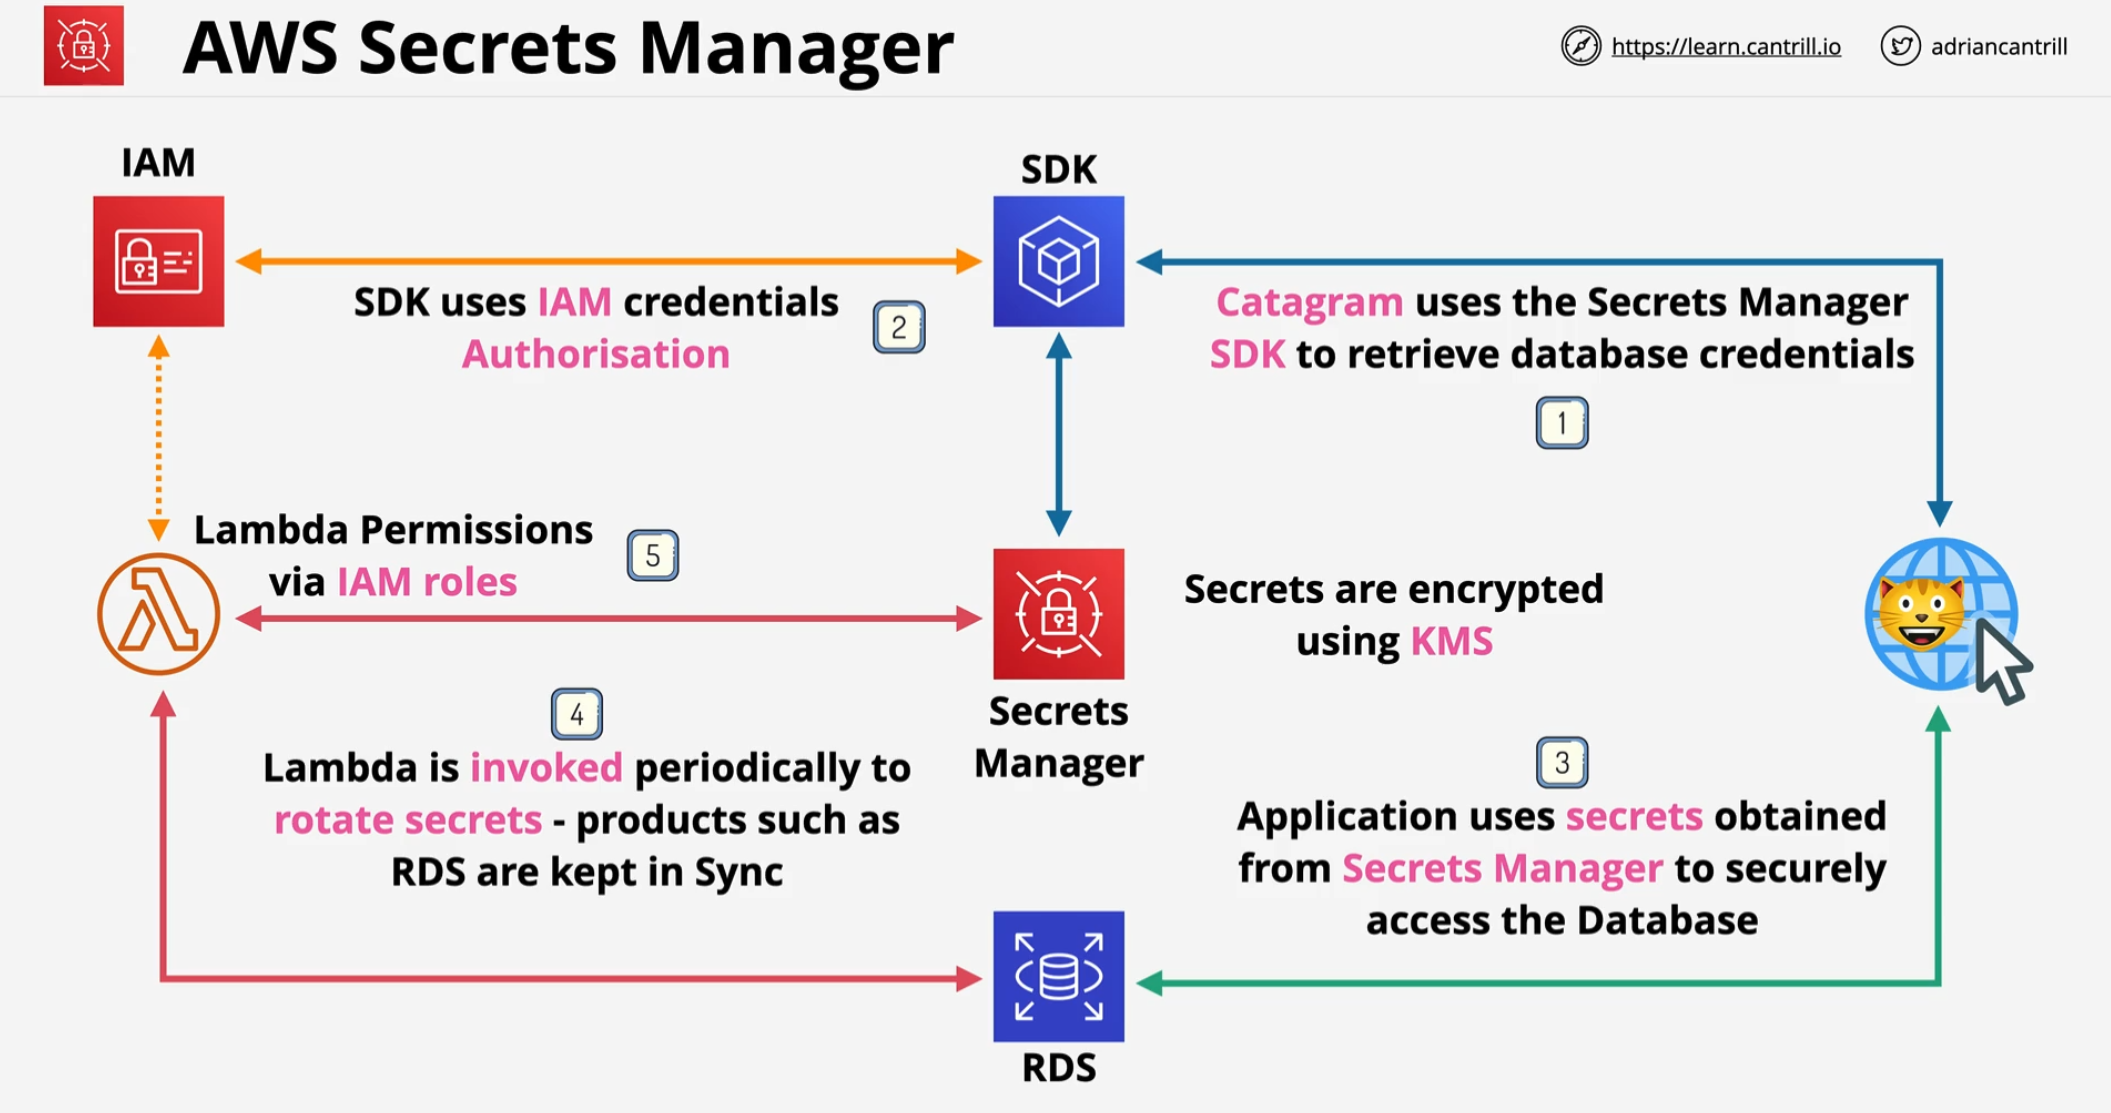 AWS Secrets Manager
https://learn.cantrill.io
adriancantrill
IAM
SDK
SDK uses IAM credentials
Authorisation
2
Catagram uses the Secrets Manager
SDK to retrieve database credentials
1
Lambda Permissions
via IAM roles
5
Secrets are encrypted
using KMS
Secrets
Manager
4
Lambda is invoked periodically to
rotate secrets - products such as
RDS are kept in Sync
3
Application uses secrets obtained
from Secrets Manager to securely
access the Database
RDS